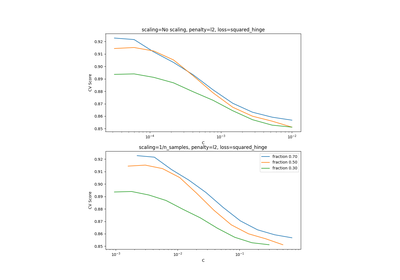 scaling=No scaling, penalty=l2, loss=squared_hinge
0.92
0.91
0.90
0.89
0.88
0.87
0.86
0.85
CV Score
C
scaling=1/n_samples, penalty=l2, loss=squared_hinge
fraction 0.70
fraction 0.50
fraction 0.30
0.92
0.91
0.90
0.89
0.88
0.87
0.86
0.85
CV Score
C